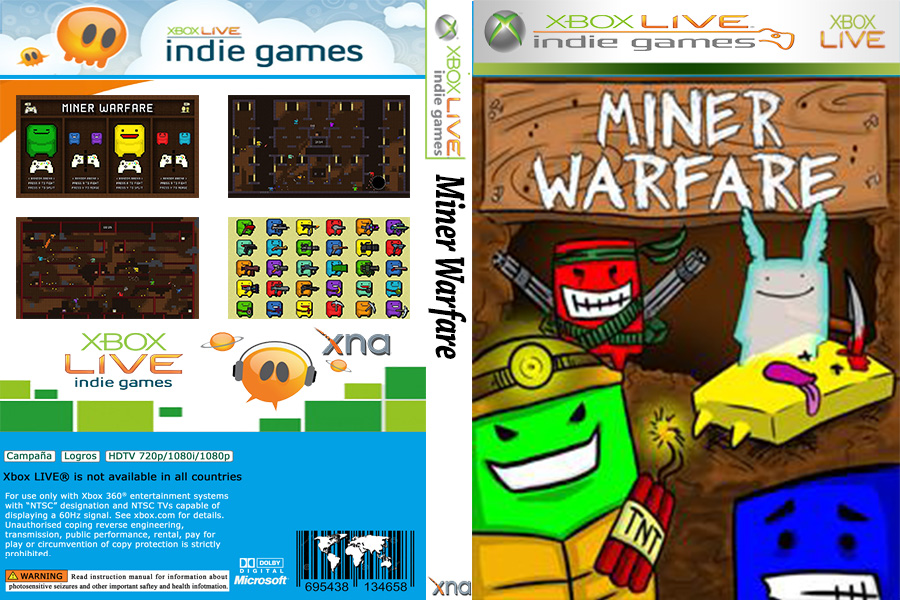 XBOX LIVE
indie games
MINER WARFARE
XBOX
LIVE
indie games
xna
Campaña Logros HDTV 720p/1080i/1080p
Xbox LIVE® is not available in all countries
For use only with Xbox 360® entertainment systems
with “NTSC” designation and NTSC TVs capable of
displaying a 60Hz signal. See xbox.com for details.
Unauthorised coping reverse engineering,
transmission, public performance, rental, pay for
play or circumvention of copy protection is strictly
prohibited.
WARNING Read instruction manual for information about
photosensitive seizures and other important saftey and health information.
DOLBY
DIGITAL
Microsoft
695438 134658
XBOX LIVE
indie games
Miner Warfare
xna
XBOX LIVE
indie games
XBOX
LIVE
MINER
WARFARE
TNT